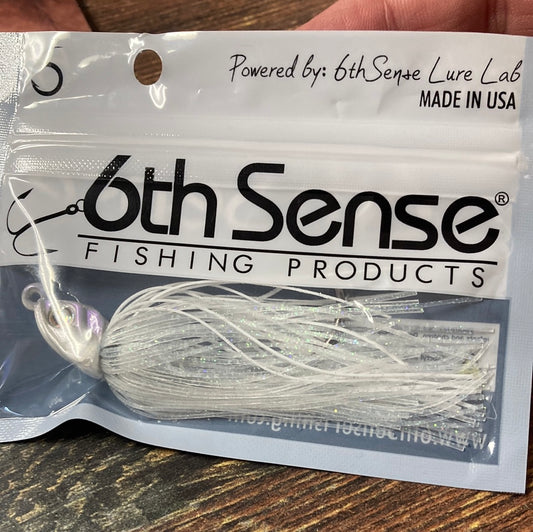 Powered by: 6thSense Lure Lab
MADE IN USA
6th Sense®
FISHING PRODUCTS